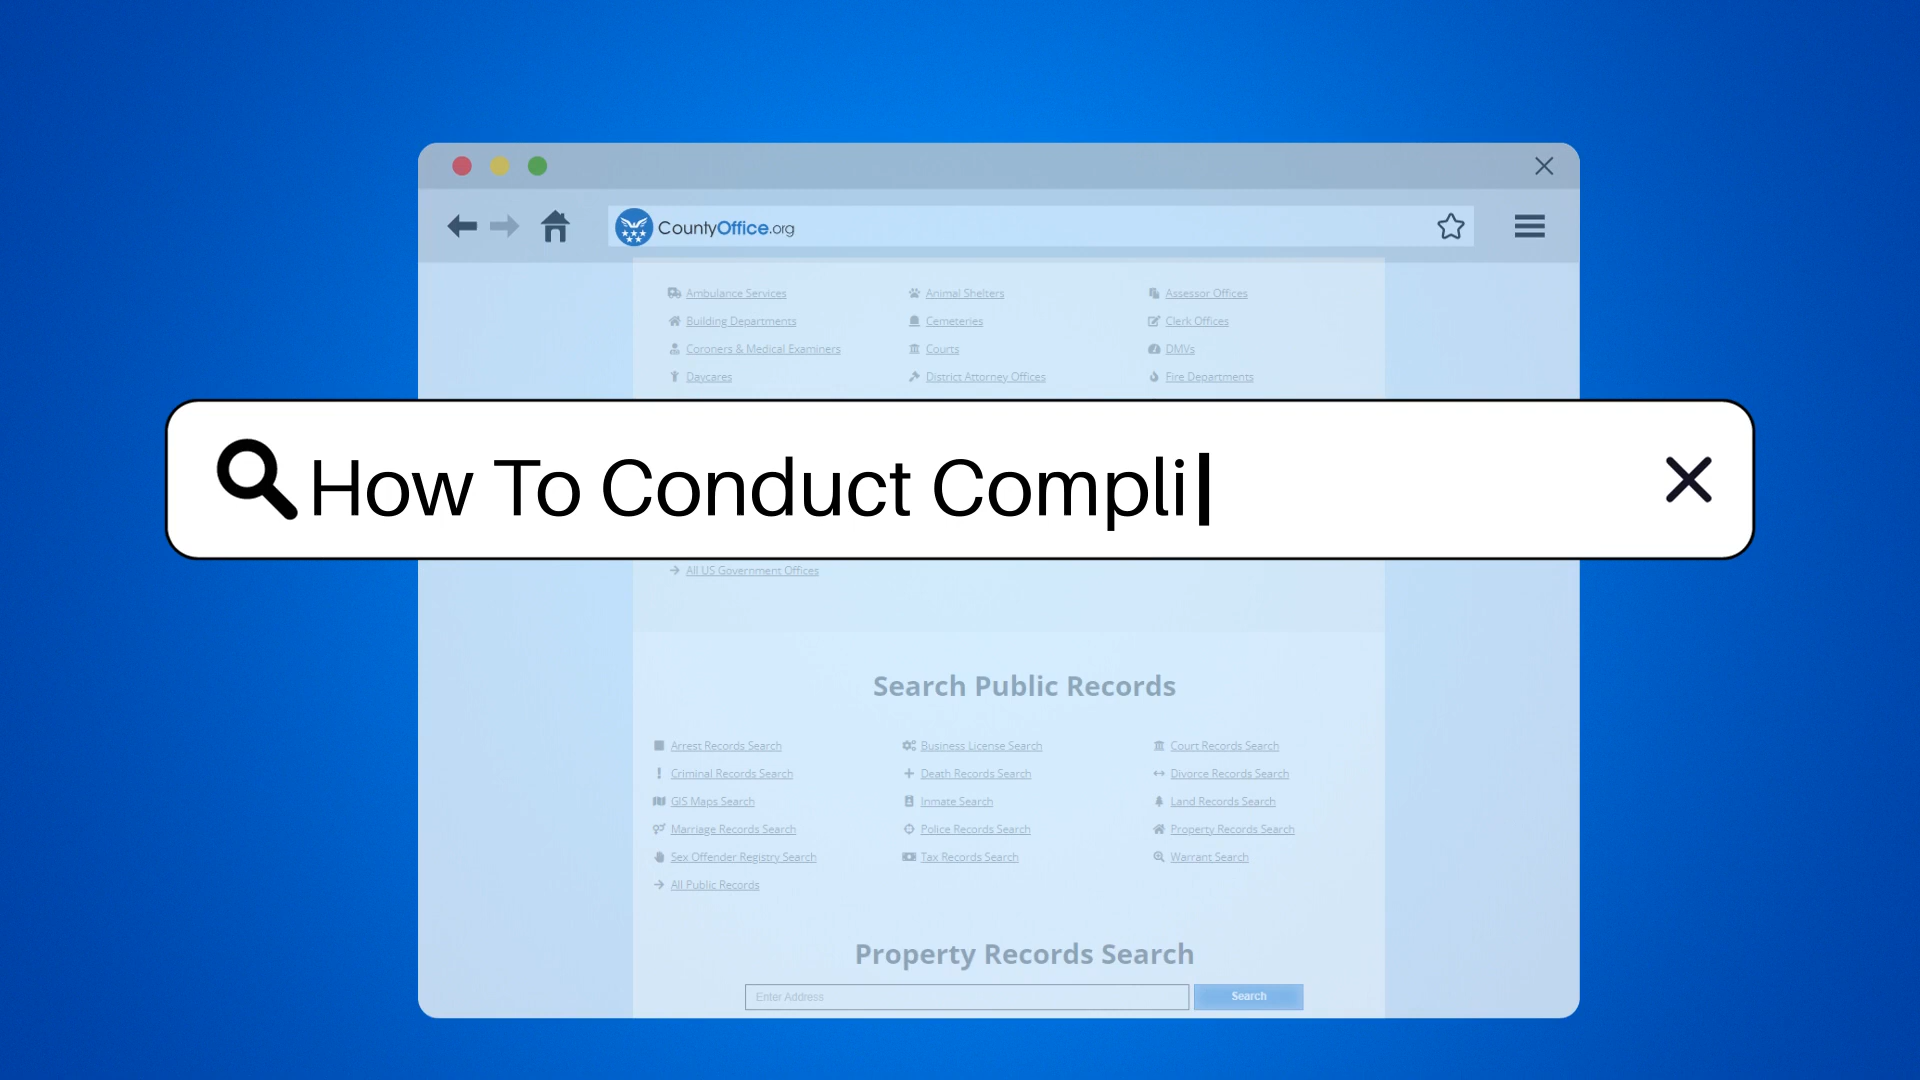 CountyOffice.org
Ambulance Services Animal Shelters Assessor Offices
Building Departments Cemeteries Clerk Offices
Coroners & Medical Examiners Courts DMVs
Daycares District Attorney Offices Fire Departments
How To Conduct Compli
All US Government Offices
Search Public Records
Arrest Records Search Business License Search Court Records Search
Criminal Records Search Death Records Search Divorce Records Search
GIS Maps Search Inmate Search Land Records Search
Marriage Records Search Police Records Search Property Records Search
Sex Offender Registry Search Tax Records Search Warrant Search
All Public Records
Property Records Search
Enter Address Search